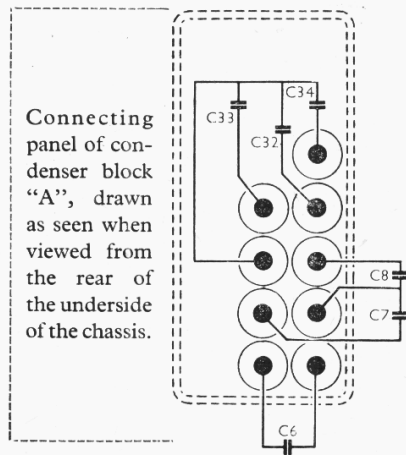 C34
C33
C32
Connecting
panel of con-
denser block
“A”, drawn
as seen when
viewed from
the rear of
the underside
of the chassis.
C8
C7
C6